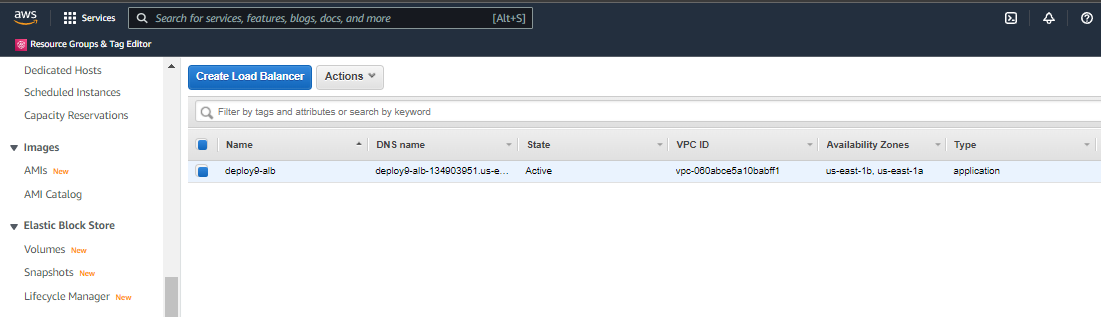 aws Services Search for services, features, blogs, docs, and more [Alt+S]
Resource Groups & Tag Editor
Dedicated Hosts
Scheduled Instances
Capacity Reservations
Images
AMIs New
AMI Catalog
Elastic Block Store
Volumes New
Snapshots New
Lifecycle Manager New
Create Load Balancer Actions
Filter by tags and attributes or search by keyword
Name DNS name State VPC ID Availability Zones Type
deploy9-alb deploy9-alb-134903951.us-e... Active vpc-060abce5a10babff1 us-east-1b, us-east-1a application